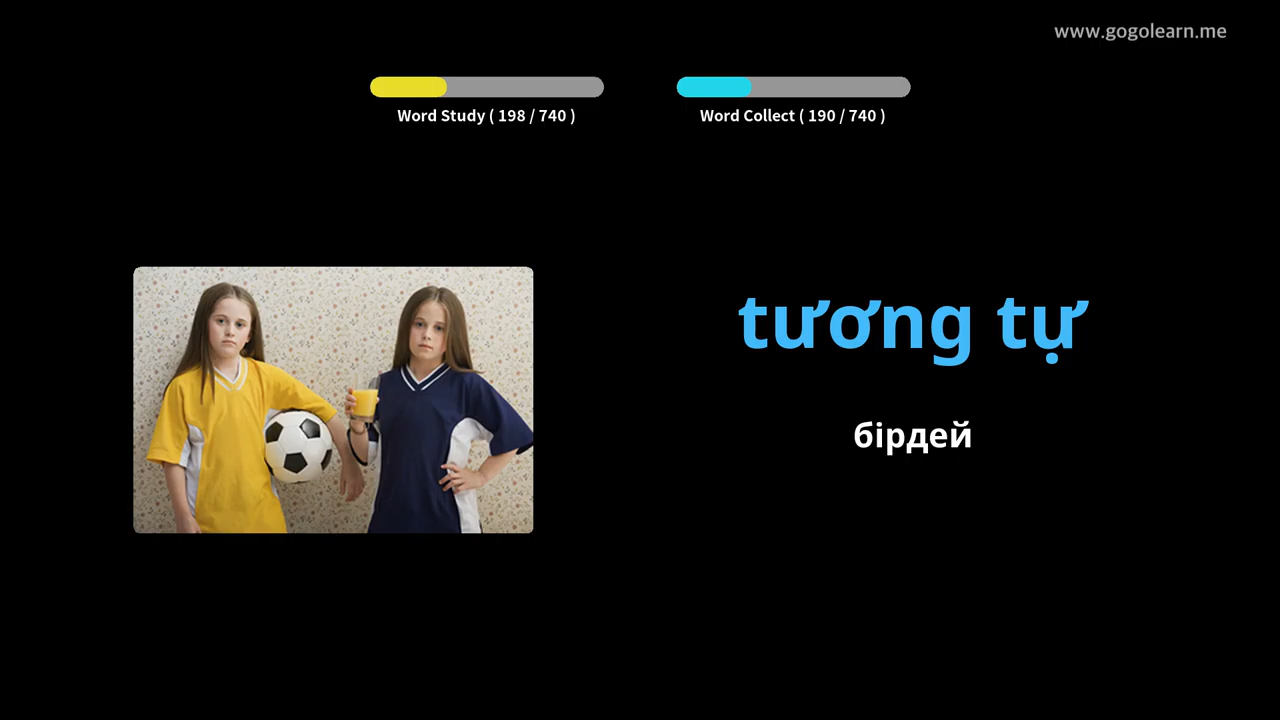 www.gogolearn.me
Word Study ( 198 / 740 )
Word Collect ( 190 / 740 )
tương tự
бірдей